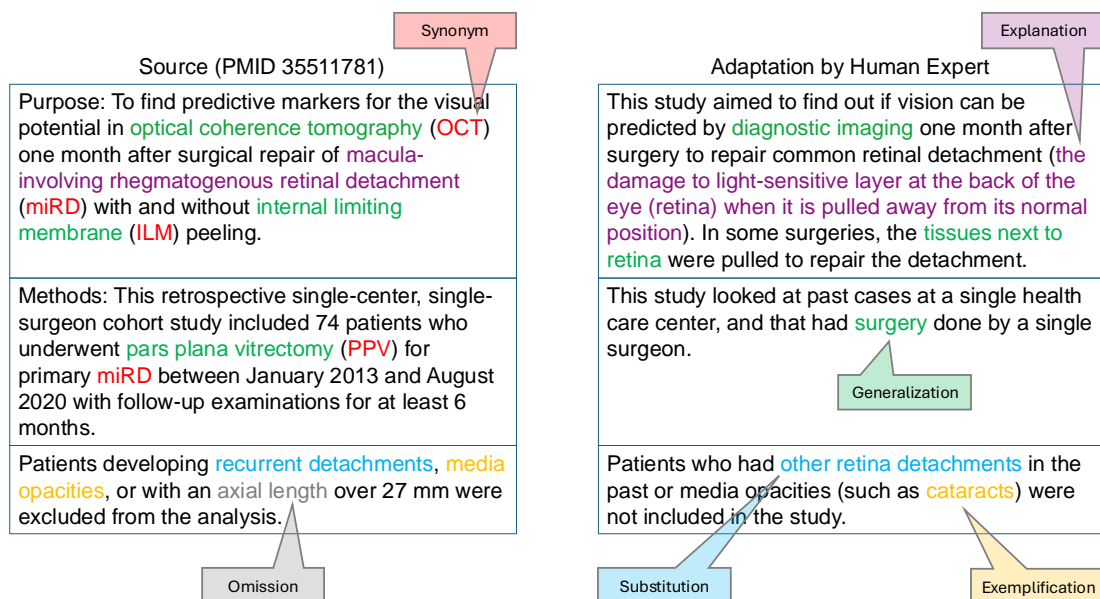 Synonym
Explanation
Source (PMID 35511781)
Purpose: To find predictive markers for the visual
potential in optical coherence tomography (OCT)
one month after surgical repair of macula-
involving rhegmatogenous retinal detachment
(miRD) with and without internal limiting
membrane (ILM) peeling.
Methods: This retrospective single-center, single-
surgeon cohort study included 74 patients who
underwent pars plana vitrectomy (PPV) for
primary miRD between January 2013 and August
2020 with follow-up examinations for at least 6
months.
Patients developing recurrent detachments, media
opacities, or with an axial length over 27 mm were
excluded from the analysis.
Omission
Adaptation by Human Expert
This study aimed to find out if vision can be
predicted by diagnostic imaging one month after
surgery to repair common retinal detachment (the
damage to light-sensitive layer at the back of the
eye (retina) when it is pulled away from its normal
position). In some surgeries, the tissues next to
retina were pulled to repair the detachment.
This study looked at past cases at a single health
care center, and that had surgery done by a single
surgeon.
Generalization
Patients who had other retina detachments in the
past or media opacities (such as cataracts) were
not included in the study.
Substitution
Exemplification